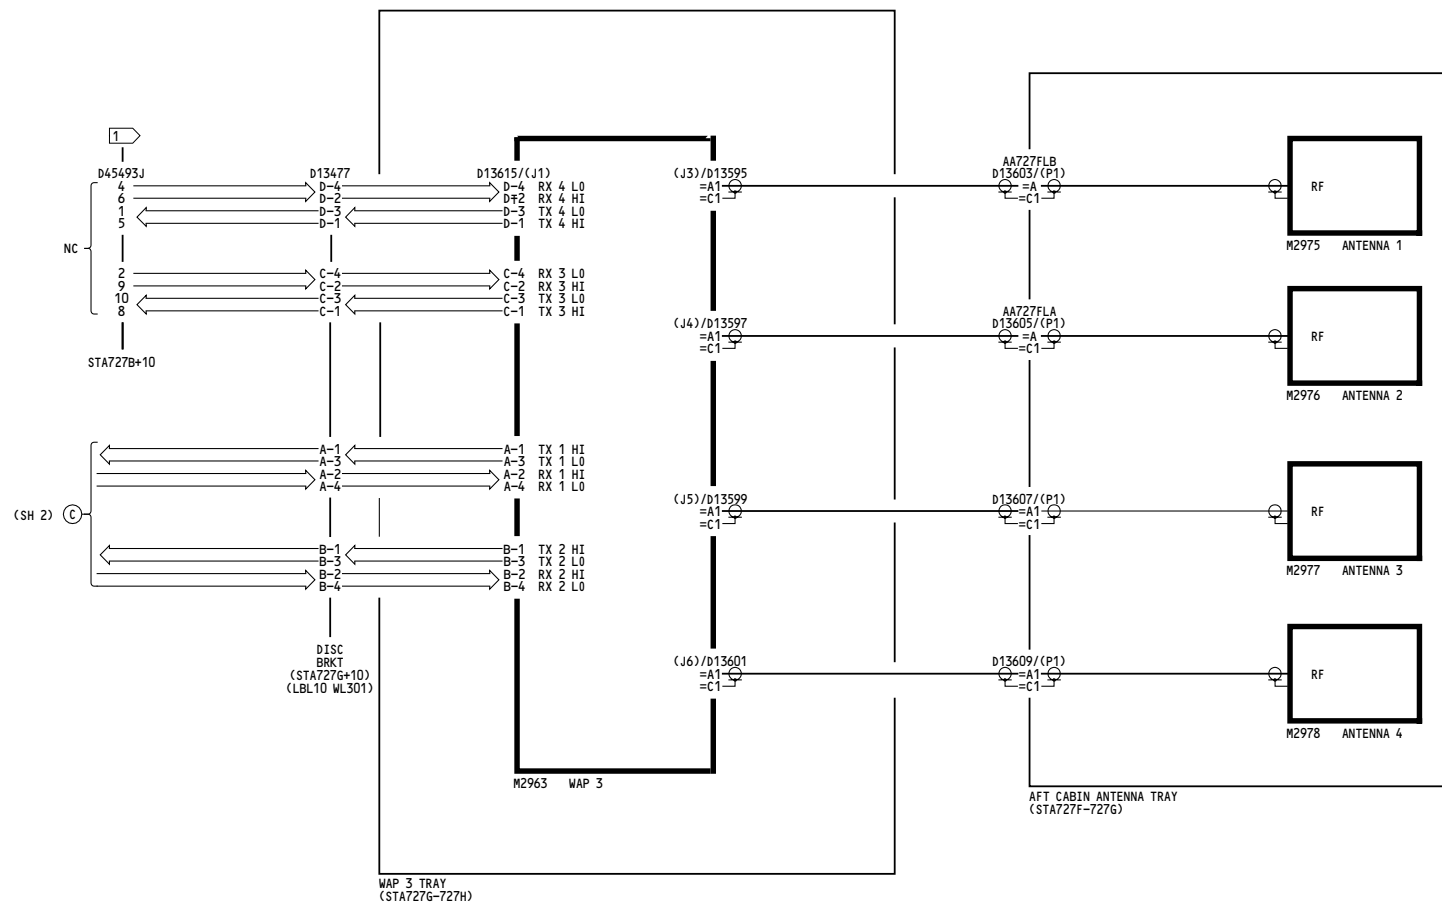 1
D45493J D13477 D13615/(J1)
4 D-4 D-4 RX 4 LO
6 D-2 D-2 RX 4 HI
1 D-3 D-3 TX 4 LO
5 D-1 D-1 TX 4 HI
NC
2 C-4 C-4 RX 3 LO
9 C-2 C-2 RX 3 HI
10 C-3 C-3 TX 3 LO
8 C-1 C-1 TX 3 HI
STA727B+10
A-1 A-1 TX 1 HI
A-3 A-3 TX 1 LO
A-2 A-2 RX 1 HI
A-4 A-4 RX 1 LO
(SH 2) C
B-1 B-1 TX 2 HI
B-3 B-3 TX 2 LO
B-2 B-2 RX 2 HI
B-4 B-4 RX 2 LO
DISC
BRKT
(STA727G+10)
(LBL10 WL301)
(J3)/D13595
=A1
=C1
(J4)/D13597
=A1
=C1
(J5)/D13599
=A1
=C1
(J6)/D13601
=A1
=C1
M2963 WAP 3
WAP 3 TRAY
(STA727G-727H)
AA727FLB
D13603/(P1)
=A
=C1
AA727FLA
D13605/(P1)
=A
=C1
D13607/(P1)
=A1
=C1
D13609/(P1)
=A1
=C1
RF
M2975 ANTENNA 1
RF
M2976 ANTENNA 2
RF
M2977 ANTENNA 3
RF
M2978 ANTENNA 4
AFT CABIN ANTENNA TRAY
(STA727F-727G)